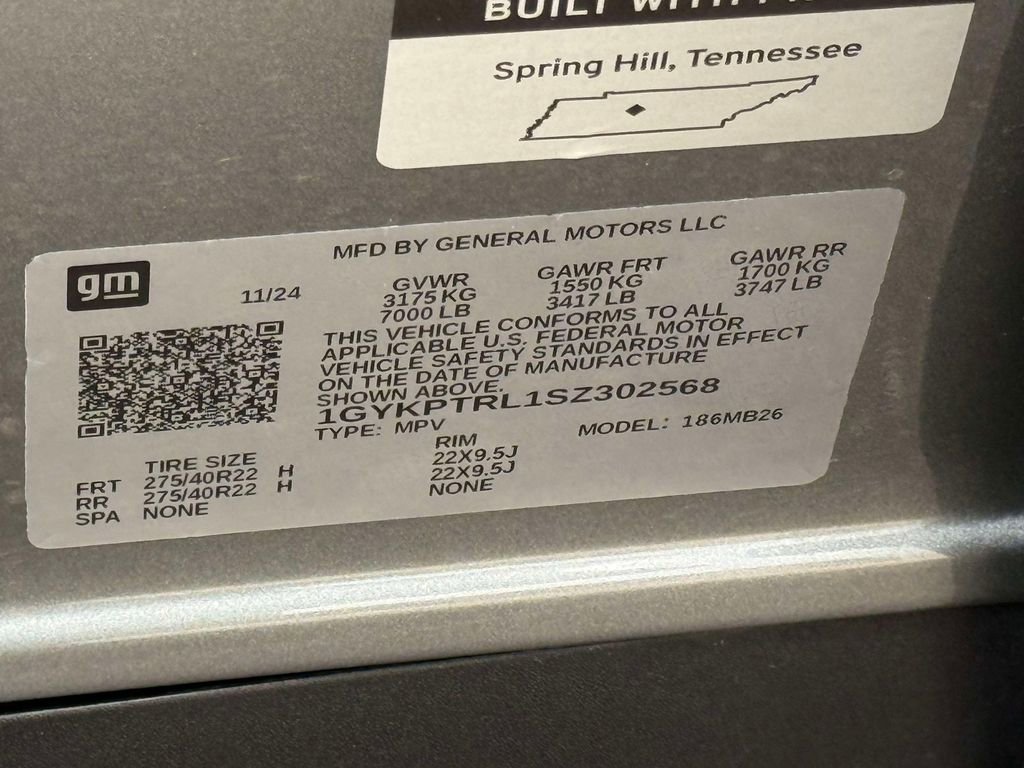 BUILT WITH
Spring Hill, Tennessee
gm
MFD BY GENERAL MOTORS LLC
11/24
GVWR GAWR FRT GAWR RR
3175 KG 1550 KG 1700 KG
7000 LB 3417 LB 3747 LB
THIS VEHICLE CONFORMS TO ALL
APPLICABLE U.S. FEDERAL MOTOR
VEHICLE SAFETY STANDARDS IN EFFECT
ON THE DATE OF MANUFACTURE
SHOWN ABOVE.
1GYKPTRL1SZ302568
TYPE: MPV MODEL: 186MB26
TIRE SIZE RIM
FRT 275/40R22 H 22X9.5J
RR 275/40R22 H 22X9.5J
SPA NONE NONE